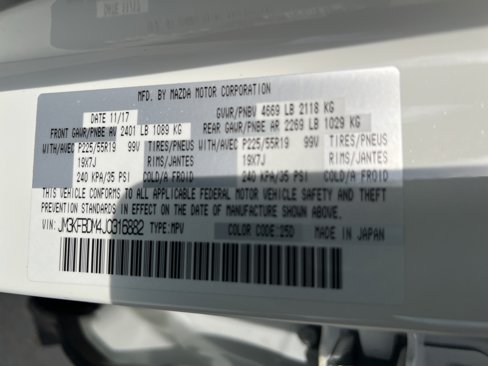 MFD. BY MAZDA MOTOR CORPORATION
DATE 11/17 GVWR/PNBV 4669 LB 2118 KG
FRONT GAWR/PNBE AV 2401 LB 1089 KG REAR GAWR/PNBE AR 2269 LB 1029 KG
WITH/AVEC P225/55R19 99V TIRES/PNEUS WITH/AVEC P225/55R19 99V TIRES/PNEUS
19X7J RIMS/JANTES 19X7J RIMS/JANTES
240 KPA/35 PSI COLD/A FROID 240 KPA/35 PSI COLD/A FROID
THIS VEHICLE CONFORMS TO ALL APPLICABLE FEDERAL MOTOR VEHICLE SAFETY AND THEFT
PREVENTION STANDARDS IN EFFECT ON THE DATE OF MANUFACTURE SHOWN ABOVE.
VIN: JM3KFBDM4J0316882 TYPE:MPV COLOR CODE:25D MADE IN JAPAN